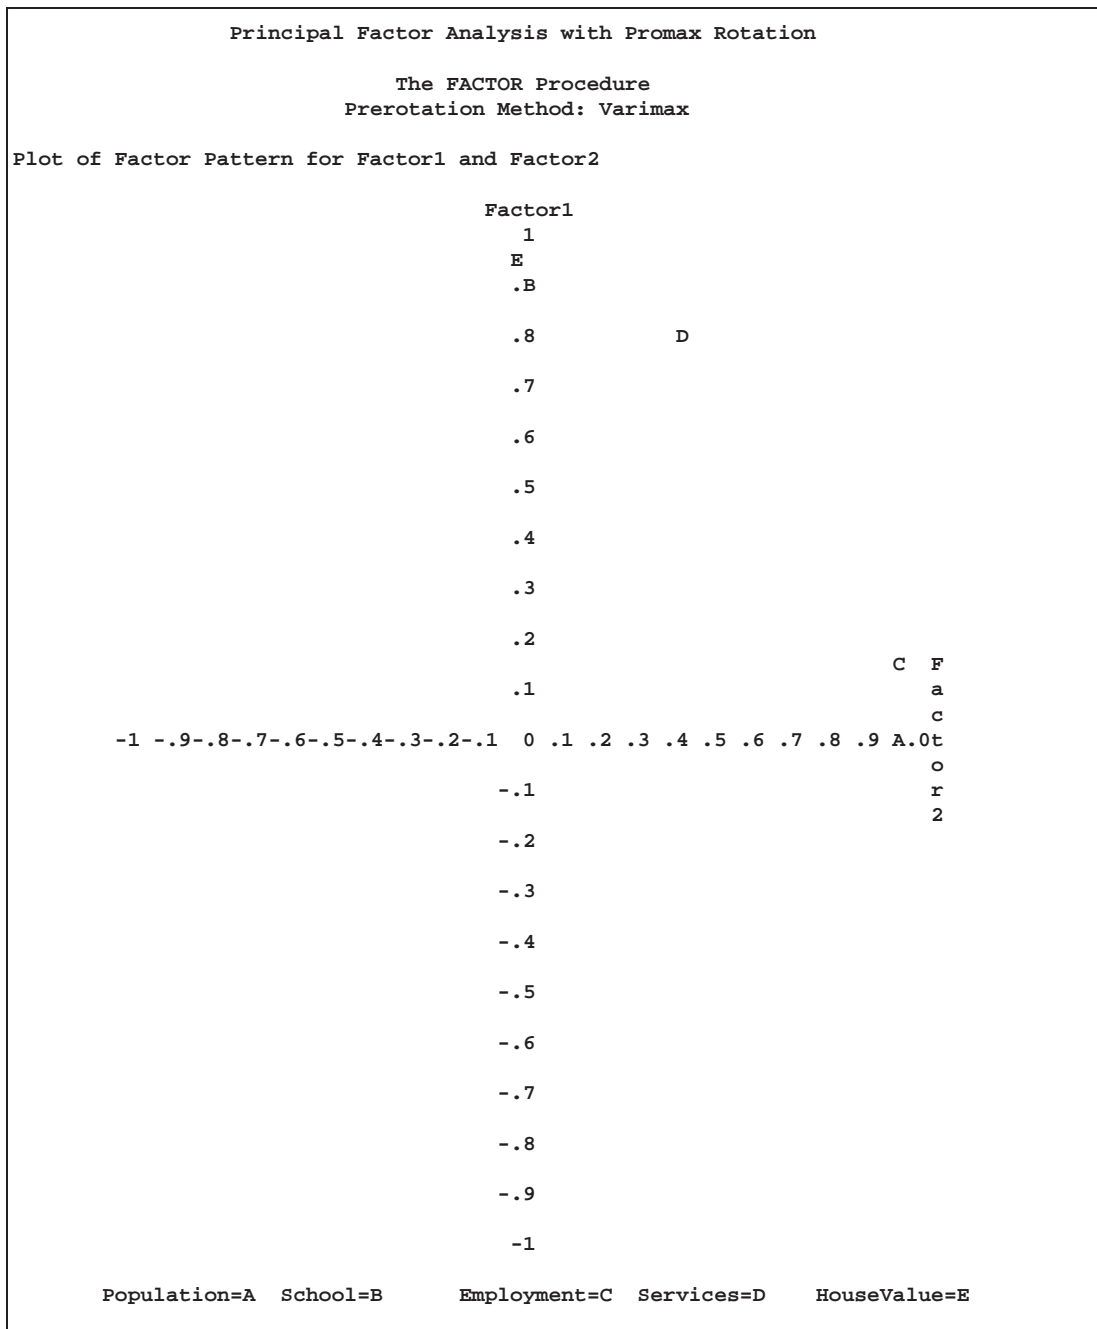 Principal Factor Analysis with Promax Rotation
The FACTOR Procedure
Prerotation Method: Varimax
Plot of Factor Pattern for Factor1 and Factor2
Factor1
1
E
.B
.8 D
.7
.6
.5
.4
.3
.2
C F
.1 a
c
-1 -.9-.8-.7-.6-.5-.4-.3-.2-.1 0 .1 .2 .3 .4 .5 .6 .7 .8 .9 A.0t
o
-.1 r
2
-.2
-.3
-.4
-.5
-.6
-.7
-.8
-.9
-1
Population=A School=B Employment=C Services=D HouseValue=E